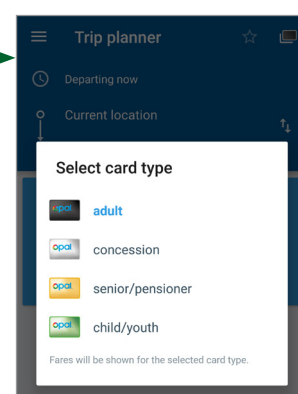 Trip planner
Departing now
Current location
Select card type
opal adult
opal concession
opal senior/pensioner
opal child/youth
Fares will be shown for the selected card type.